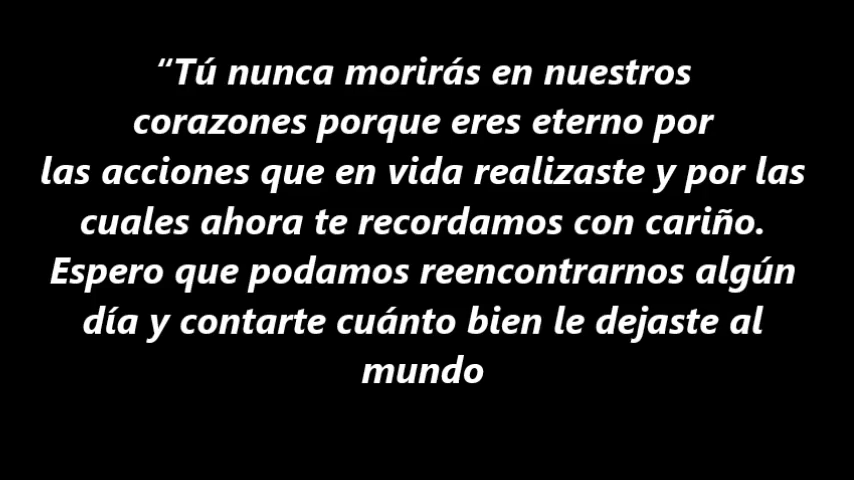 “Tú nunca morirás en nuestros
corazones porque eres eterno por
las acciones que en vida realizaste y por las
cuales ahora te recordamos con cariño.
Espero que podamos reencontrarnos algún
día y contarte cuánto bien le dejaste al
mundo